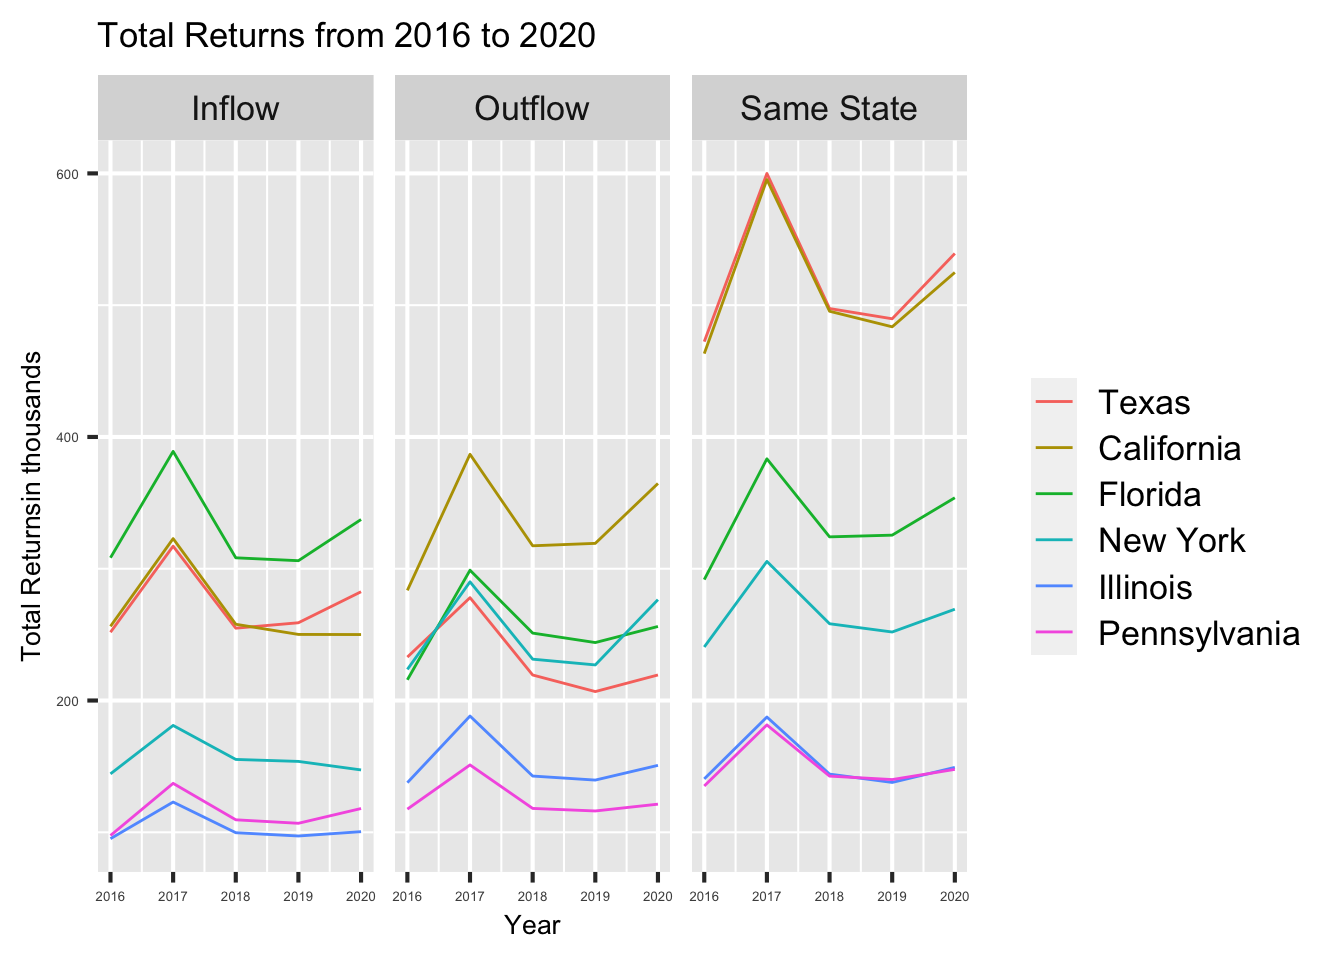 Total Returns from 2016 to 2020
Inflow Outflow Same State
600
400
200
Total Returnsin thousands
2016 2017 2018 2019 2020 2016 2017 2018 2019 2020 2016 2017 2018 2019 2020
Year
Texas
California
Florida
New York
Illinois
Pennsylvania